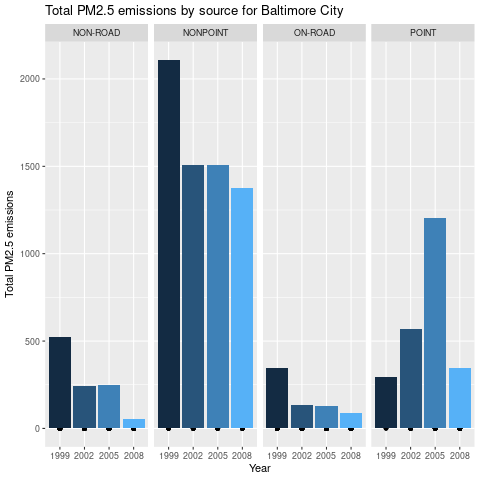 Total PM2.5 emissions by source for Baltimore City
NON-ROAD NONPOINT ON-ROAD POINT
Total PM2.5 emissions
2000
1500
1000
500
0
1999 2002 2005 2008 1999 2002 2005 2008 1999 2002 2005 2008 1999 2002 2005 2008
Year